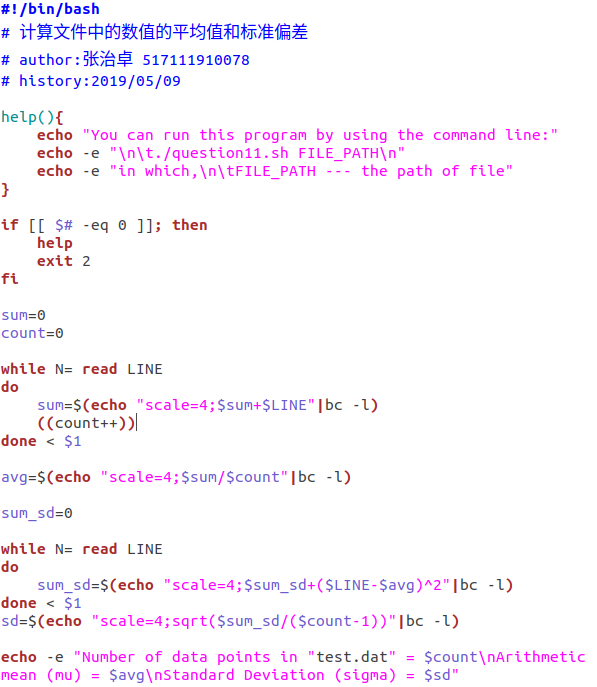 #!/bin/bash
# 计算文件中的数值的平均值和标准偏差
# author:张治卓 517111910078
# history:2019/05/09
help(){
    echo "You can run this program by using the command line:"
    echo -e "\n\t./question11.sh FILE_PATH\n"
    echo -e "in which,\n\tFILE_PATH --- the path of file"
}
if [[ $# -eq 0 ]]; then
    help
    exit 2
fi
sum=0
count=0
while N= read LINE
do
    sum=$(echo "scale=4;$sum+$LINE"|bc -l)
    ((count++))
done < $1
avg=$(echo "scale=4;$sum/$count"|bc -l)
sum_sd=0
while N= read LINE
do
    sum_sd=$(echo "scale=4;$sum_sd+($LINE-$avg)^2"|bc -l)
done < $1
sd=$(echo "scale=4;sqrt($sum_sd/($count-1))"|bc -l)
echo -e "Number of data points in "test.dat" = $count\nArithmetic
mean (mu) = $avg\nStandard Deviation (sigma) = $sd"